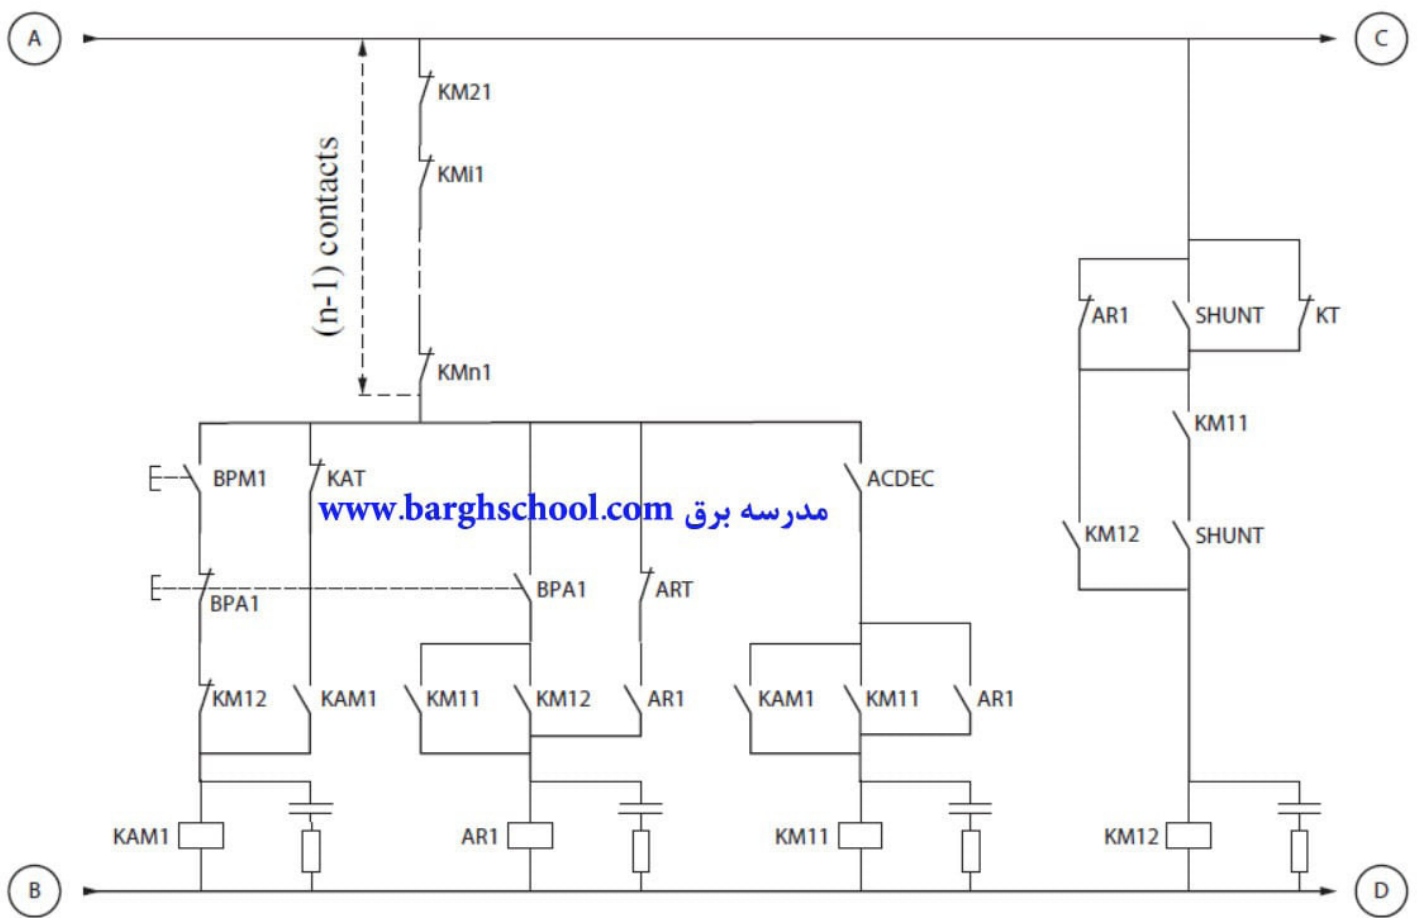 A
C
KM21
KMi1
(n-1) contacts
KMn1
AR1
SHUNT
KT
KM11
BPM1
KAT
ACDEC
www.barghschool.com مدرسه برق
KM12
SHUNT
BPA1
BPA1
ART
KM12
KAM1
KM11
KM12
AR1
KAM1
KM11
AR1
KAM1
AR1
KM11
KM12
B
D